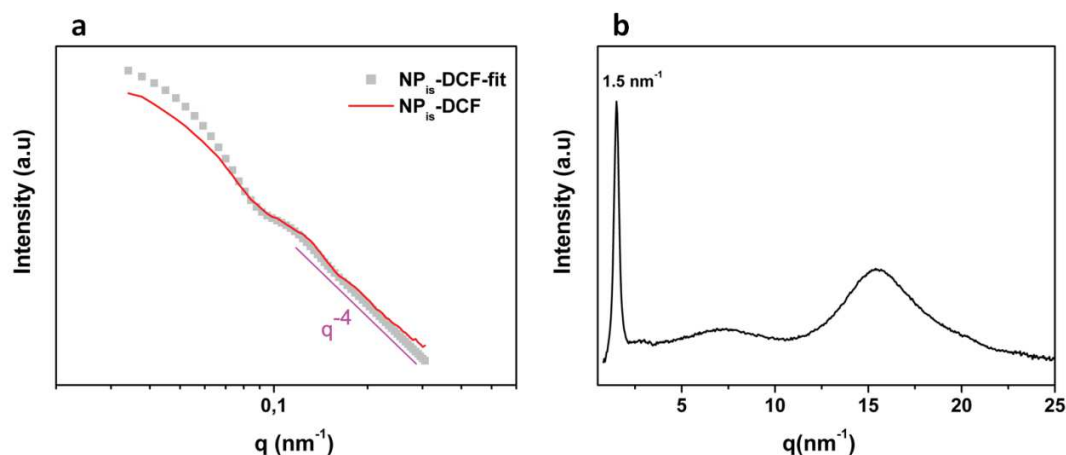 a
NPis-DCF-fit
NPis-DCF
q-4
Intensity (a.u)
0,1
q (nm-1)
b
1.5 nm-1
Intensity (a.u)
5 10 15 20 25
q(nm-1)